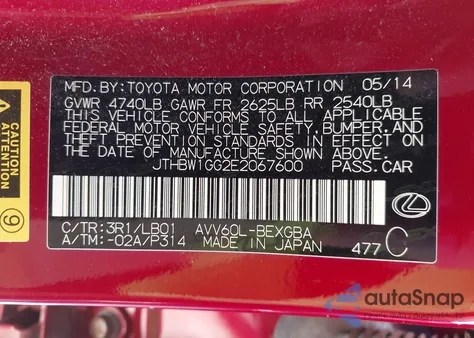 MFD.BY:TOYOTA MOTOR CORPORATION 05/14
GVWR 4740LB GAWR FR 2625LB RR 2540LB
THIS VEHICLE CONFORMS TO ALL APPLICABLE
FEDERAL MOTOR VEHICLE SAFETY,BUMPER,AND
THEFT PREVENTION STANDARDS IN EFFECT ON
THE DATE OF MANUFACTURE SHOWN ABOVE.
JTHBW1GG2E2067600 PASS.CAR
C/TR:3R1/LB01 AVV60L-BEXGBA
A/TM:-02A/P314 MADE IN JAPAN 477 C
9
autoSnap